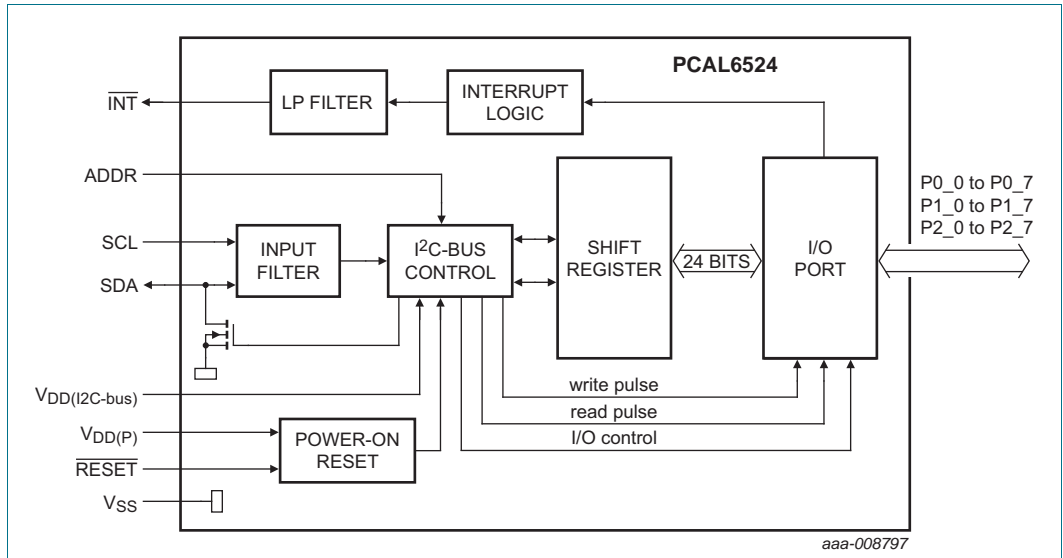 PCAL6524
INT
LP FILTER
INTERRUPT
LOGIC
ADDR
P0_0 to P0_7
P1_0 to P1_7
P2_0 to P2_7
SCL
SDA
INPUT
FILTER
I2C-BUS
CONTROL
SHIFT
REGISTER
24 BITS
I/O
PORT
VDD(I2C-bus)
write pulse
read pulse
I/O control
VDD(P)
RESET
POWER-ON
RESET
VSS
aaa-008797